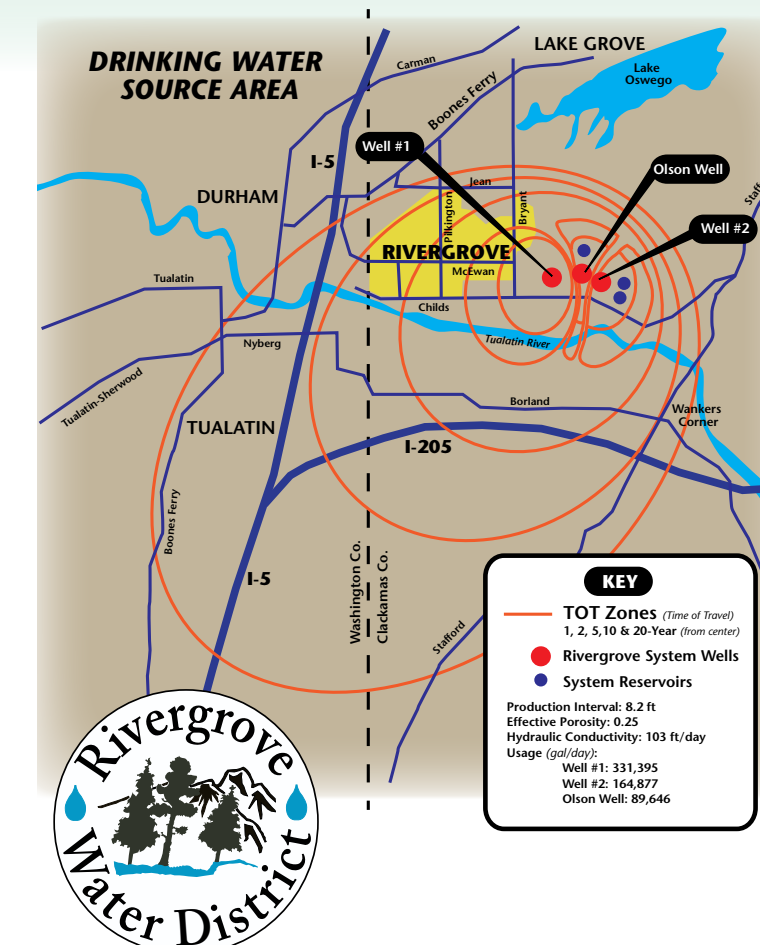 DRINKING WATER
SOURCE AREA
LAKE GROVE
Carman
Lake
Oswego
Boones Ferry
Well #1
I-5
Olson Well
Jean
DURHAM
Pilkington
Bryant
Staff
Well #2
RIVERGROVE
McEwan
Tualatin
Childs
Nyberg
Tualatin River
Tualatin-Sherwood
Borland
Wankers
Corner
TUALATIN
I-205
Boones Ferry
Washington Co.
Clackamas Co.
I-5
Stafford
KEY
TOT Zones (Time of Travel)
1, 2, 5,10 & 20-Year (from center)
Rivergrove System Wells
System Reservoirs
Production Interval: 8.2 ft
Effective Porosity: 0.25
Hydraulic Conductivity: 103 ft/day
Usage (gal/day):
Well #1: 331,395
Well #2: 164,877
Olson Well: 89,646
Rivergrove
Water District